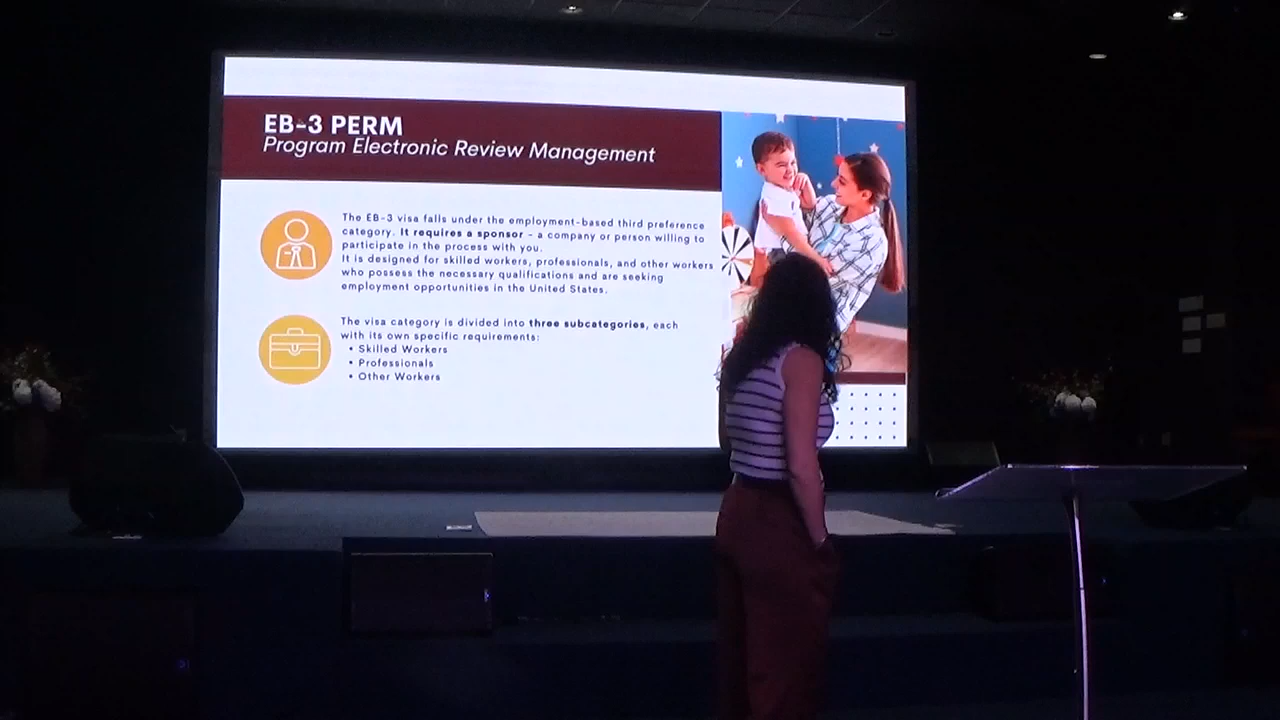 EB-3 PERM
Program Electronic Review Management
The EB-3 visa falls under the employment-based third preference
category. It requires a sponsor – a company or person willing to
participate in the process with you.
It is designed for skilled workers, professionals, and other workers
who possess the necessary qualifications and are seeking
employment opportunities in the United States.
The visa category is divided into three subcategories, each
with its own specific requirements:
• Skilled Workers
• Professionals
• Other Workers